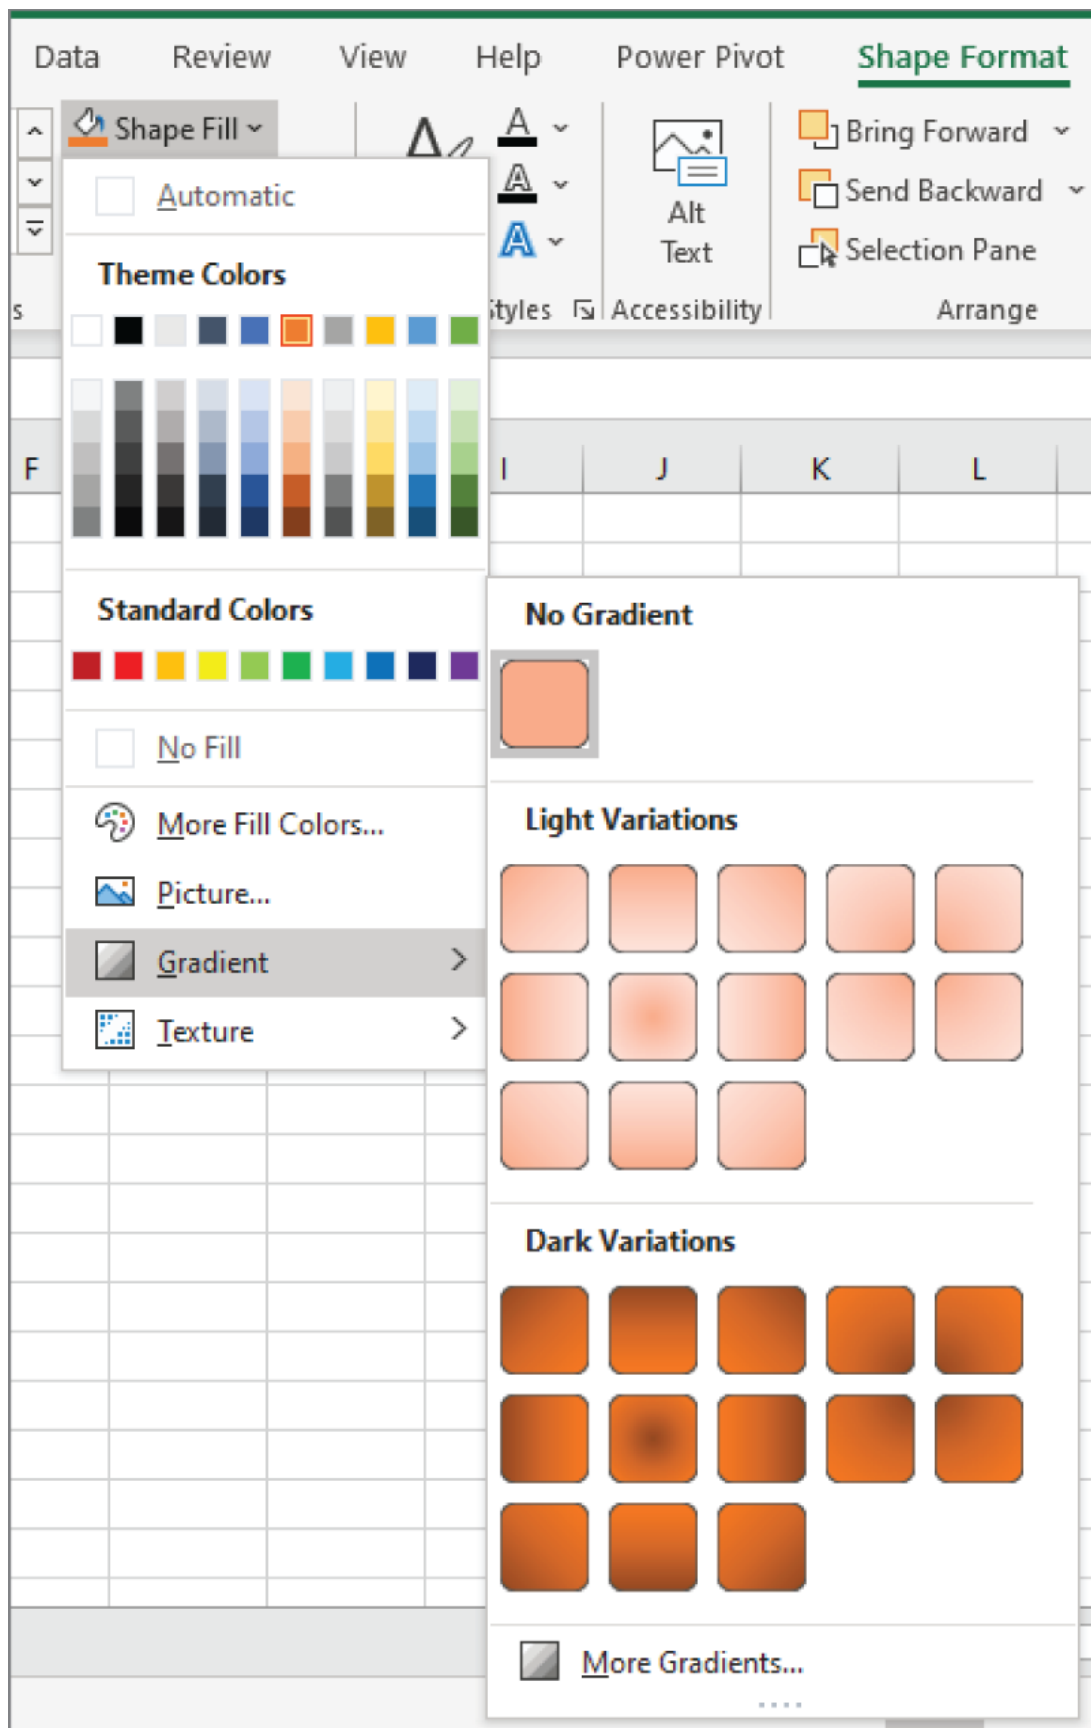 Data Review View Help Power Pivot Shape Format
Shape Fill
Bring Forward
Send Backward
Selection Pane
Alt
Text
Accessibility
Arrange
Automatic
Theme Colors
Standard Colors
No Fill
More Fill Colors...
Picture...
Gradient
Texture
F I J K L
No Gradient
Light Variations
Dark Variations
More Gradients...